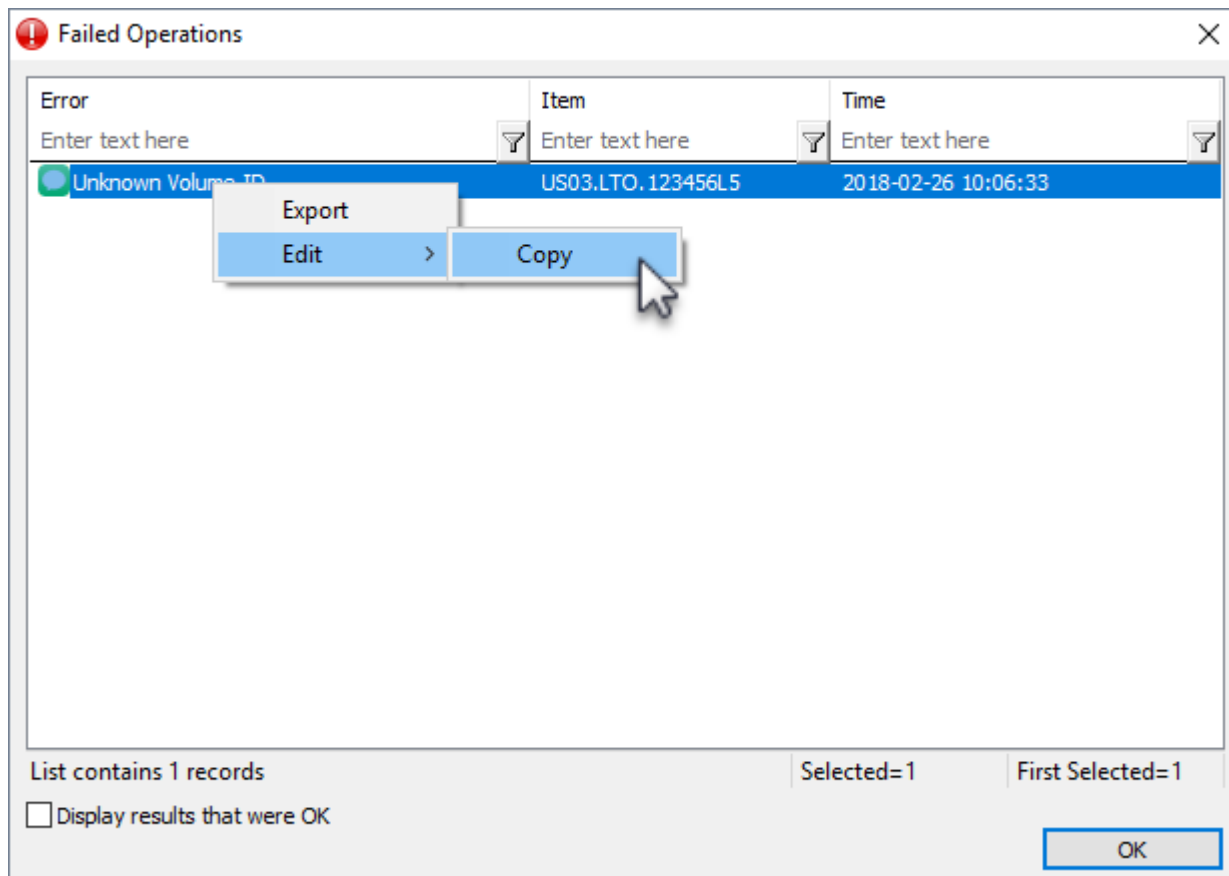 Failed Operations
Error Item Time
Enter text here Enter text here Enter text here
Unknown Volume ID US03.LTO.123456L5 2018-02-26 10:06:33
Export
Edit > Copy
List contains 1 records Selected=1 First Selected=1
Display results that were OK
OK